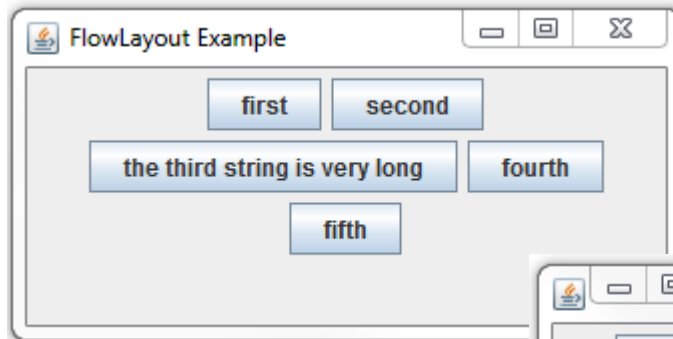 FlowLayout Example
first second
the third string is very long fourth
fifth